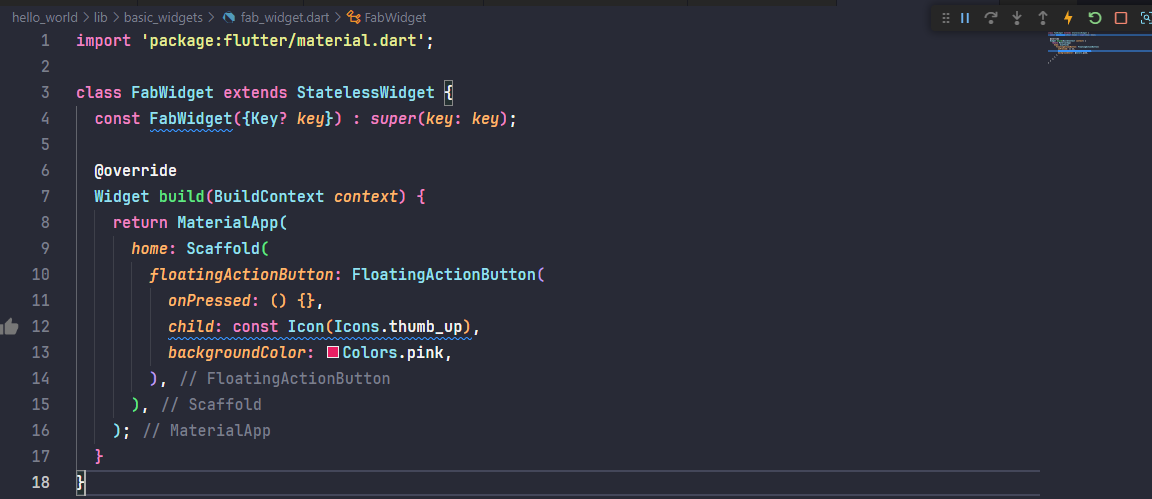 hello_world > lib > basic_widgets > fab_widget.dart > FabWidget
1 import 'package:flutter/material.dart';
2
3 class FabWidget extends StatelessWidget {
4   const FabWidget({Key? key}) : super(key: key);
5
6   @override
7   Widget build(BuildContext context) {
8     return MaterialApp(
9       home: Scaffold(
10         floatingActionButton: FloatingActionButton(
11           onPressed: () {},
12           child: const Icon(Icons.thumb_up),
13           backgroundColor: Colors.pink,
14         ), // FloatingActionButton
15       ), // Scaffold
16     ); // MaterialApp
17   }
18 }